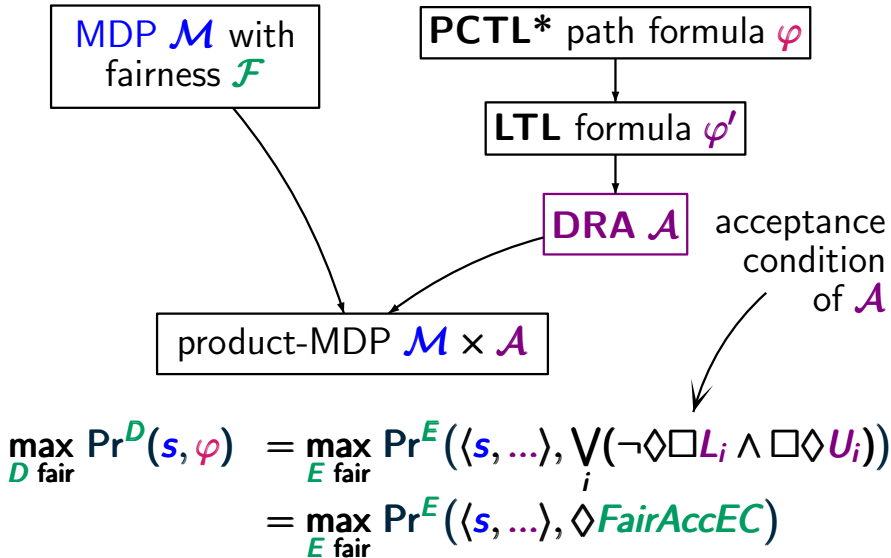 MDP ℳ with
fairness ℱ
PCTL* path formula φ
LTL formula φ′
DRA 𝒜
acceptance
condition
of 𝒜
product-MDP ℳ × 𝒜
max Pr^D(s, φ) = max Pr^E(⟨s, ...⟩, ⋁(¬◇□L_i ∧ □◇U_i))
D fair E fair i
= max Pr^E(⟨s, ...⟩, ◇FairAccEC)
E fair